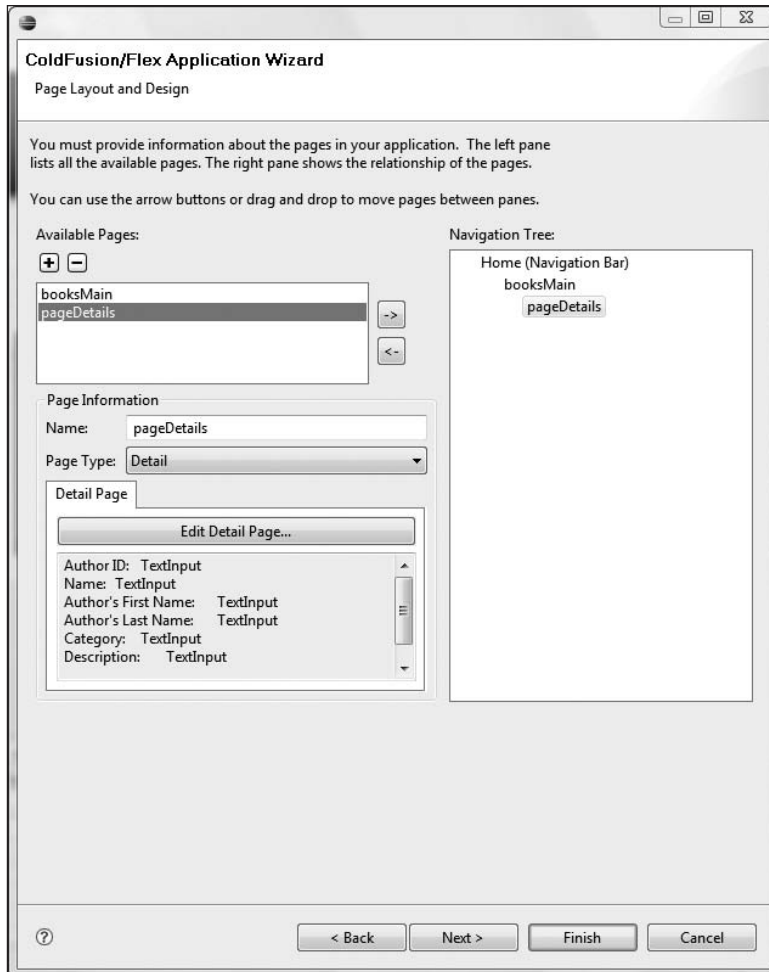 ColdFusion/Flex Application Wizard
Page Layout and Design
You must provide information about the pages in your application. The left pane
lists all the available pages. The right pane shows the relationship of the pages.
You can use the arrow buttons or drag and drop to move pages between panes.
Available Pages:
+ -
booksMain
pageDetails
->
<-
Page Information
Name: pageDetails
Page Type: Detail
Detail Page
Edit Detail Page...
Author ID: TextInput
Name: TextInput
Author's First Name: TextInput
Author's Last Name: TextInput
Category: TextInput
Description: TextInput
Navigation Tree:
Home (Navigation Bar)
booksMain
pageDetails
?
< Back
Next >
Finish
Cancel